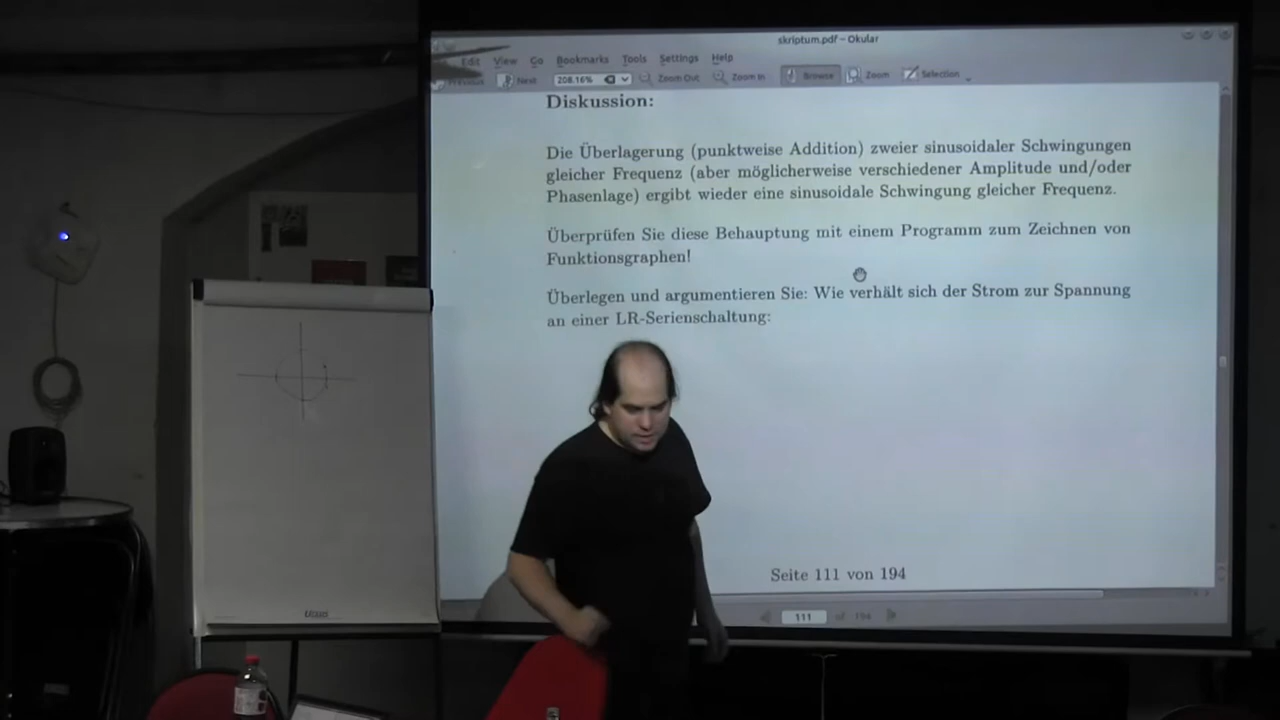 skriptum.pdf – Okular
Edit View Go Bookmarks Tools Settings Help
Previous Next 208.16% Zoom Out Zoom In Browse Zoom Selection
Diskussion:
Die Überlagerung (punktweise Addition) zweier sinusoidaler Schwingungen
gleicher Frequenz (aber möglicherweise verschiedener Amplitude und/oder
Phasenlage) ergibt wieder eine sinusoidale Schwingung gleicher Frequenz.
Überprüfen Sie diese Behauptung mit einem Programm zum Zeichnen von
Funktionsgraphen!
Überlegen und argumentieren Sie: Wie verhält sich der Strom zur Spannung
an einer LR-Serienschaltung:
Seite 111 von 194
111 of 194